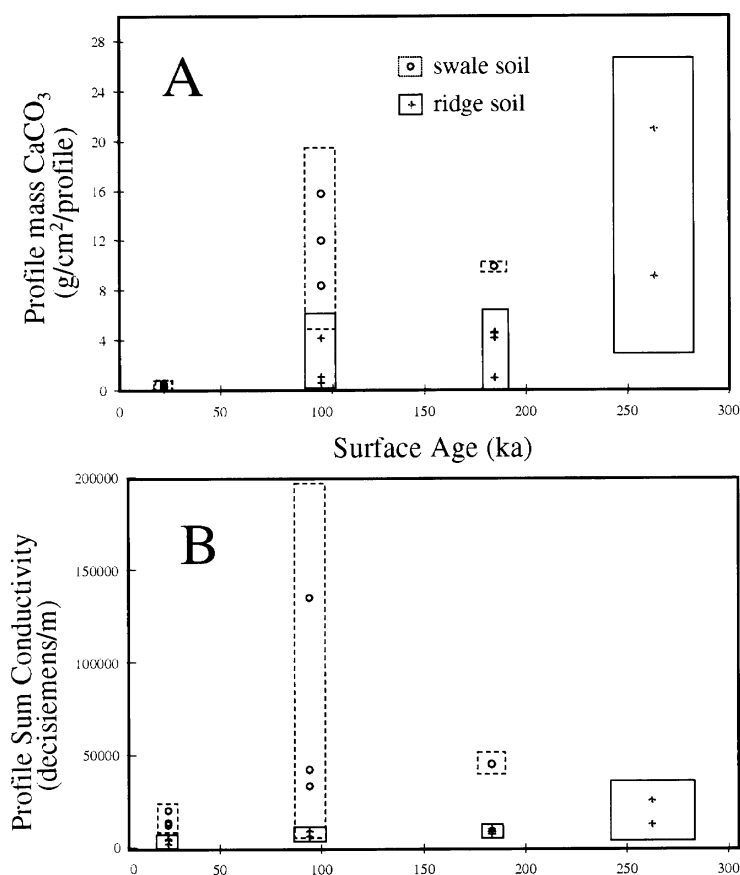 28
24
20
16
12
8
4
0
Profile mass CaCO3
(g/cm2/profile)
A
swale soil
ridge soil
0 50 100 150 200 250 300
Surface Age (ka)
200000
150000
100000
50000
0
Profile Sum Conductivity
(decisiemens/m)
B
0 50 100 150 200 250 300